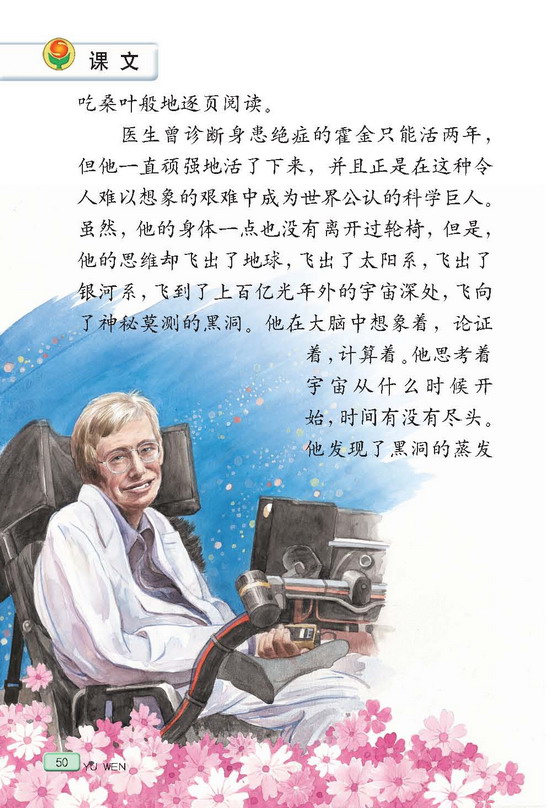 课文
吃桑叶般地逐页阅读。
医生曾诊断身患绝症的霍金只能活两年，
但他一直顽强地活了下来，并且正是在这种令
人难以想象的艰难中成为世界公认的科学巨人。
虽然，他的身体一点也没有离开过轮椅，但是，
他的思维却飞出了地球，飞出了太阳系，飞出了
银河系，飞到了上百亿光年外的宇宙深处，飞向
了神秘莫测的黑洞。他在大脑中想象着，论证
着，计算着。他思考着
宇宙从什么时候开
始，时间有没有尽头。
他发现了黑洞的蒸发
50
YU WEN